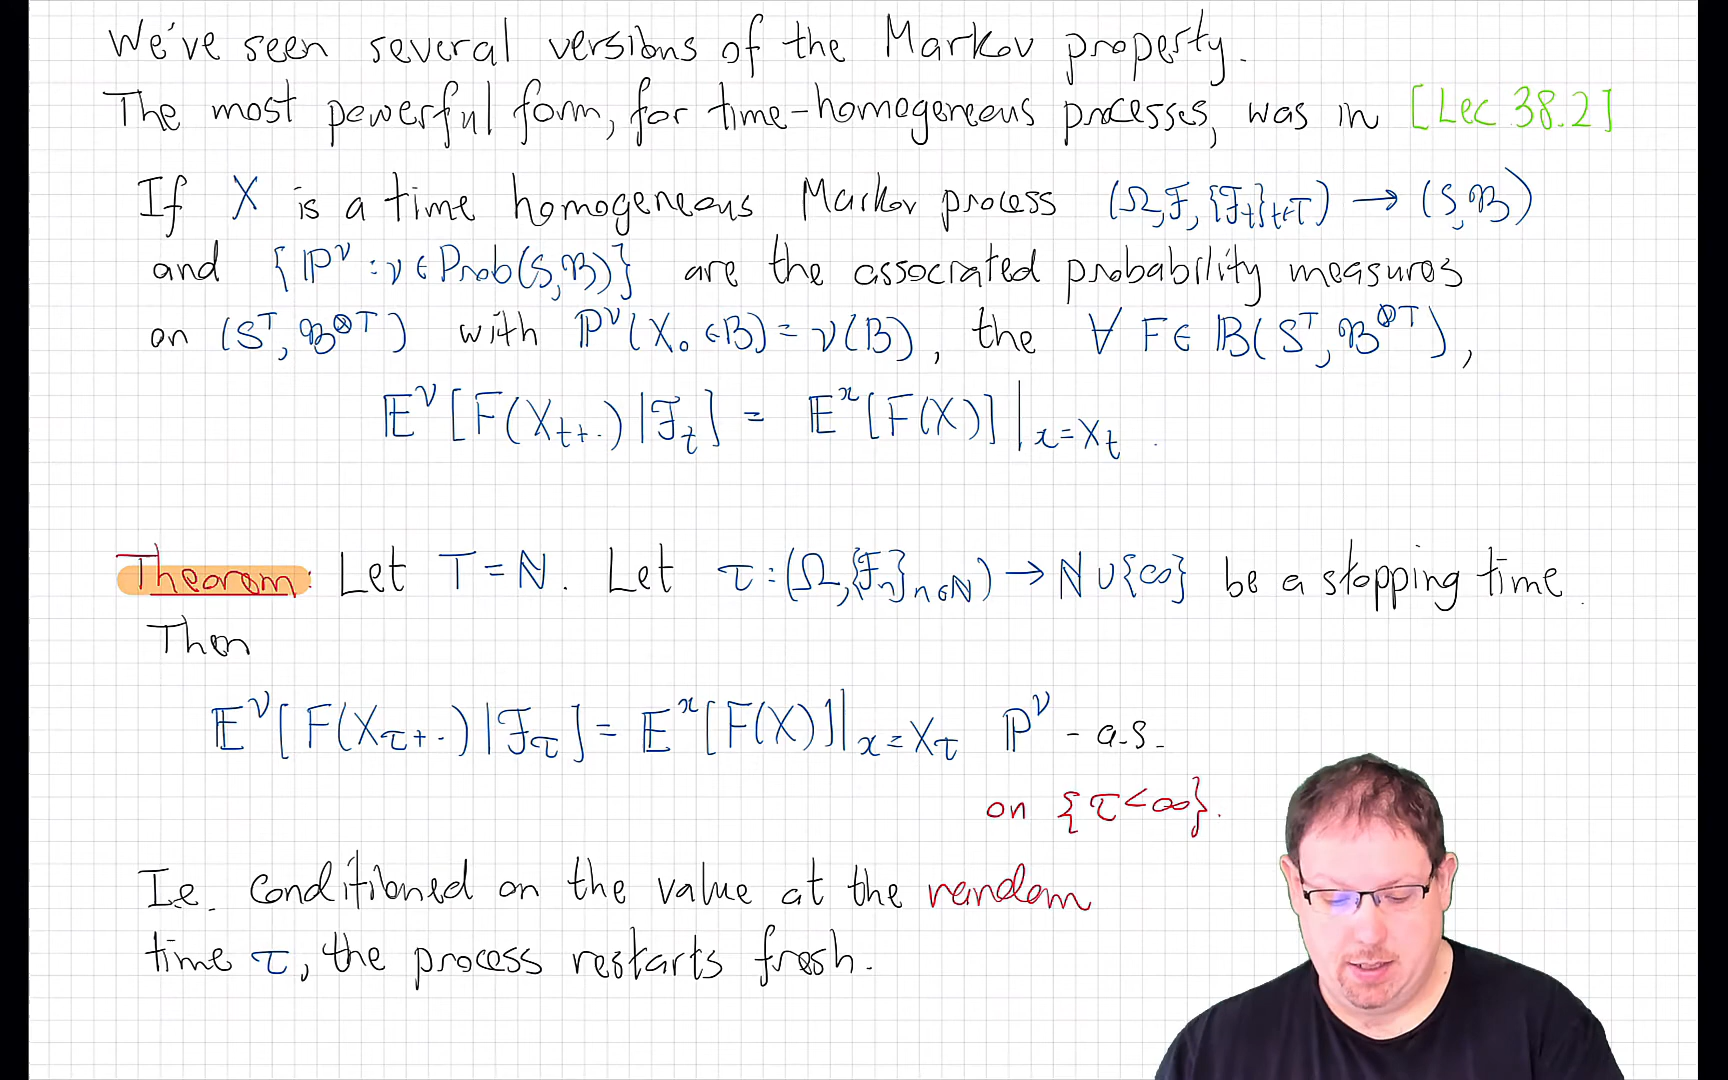 We've seen several versions of the Markov property.
The most powerful form, for time-homogeneous processes, was in [Lec 38.2]
If X is a time homogeneous Markov process (Ω,ℱ,{ℱ_t}_{t∈T}) → (S,ℬ)
and {ℙ^ν : ν ∈ Prob(S,ℬ)} are the associated probability measures
on (S^T, ℬ^{⊗T}) with ℙ^ν(X_0 ∈ B) = ν(B), the ∀ F ∈ 𝔹(S^T, ℬ^{⊗T}),
𝔼^ν[F(X_{t+·})|ℱ_t] = 𝔼^x[F(X)]|_{x=X_t}.
Theorem: Let T = ℕ. Let τ : (Ω,{ℱ_n}_{n∈ℕ}) → ℕ∪{∞} be a stopping time.
Then
𝔼^ν[F(X_{τ+·})|ℱ_τ] = 𝔼^x[F(X)]|_{x=X_τ} ℙ^ν - a.s.
on {τ<∞}.
I.e. conditioned on the value at the random
time τ, the process restarts fresh.